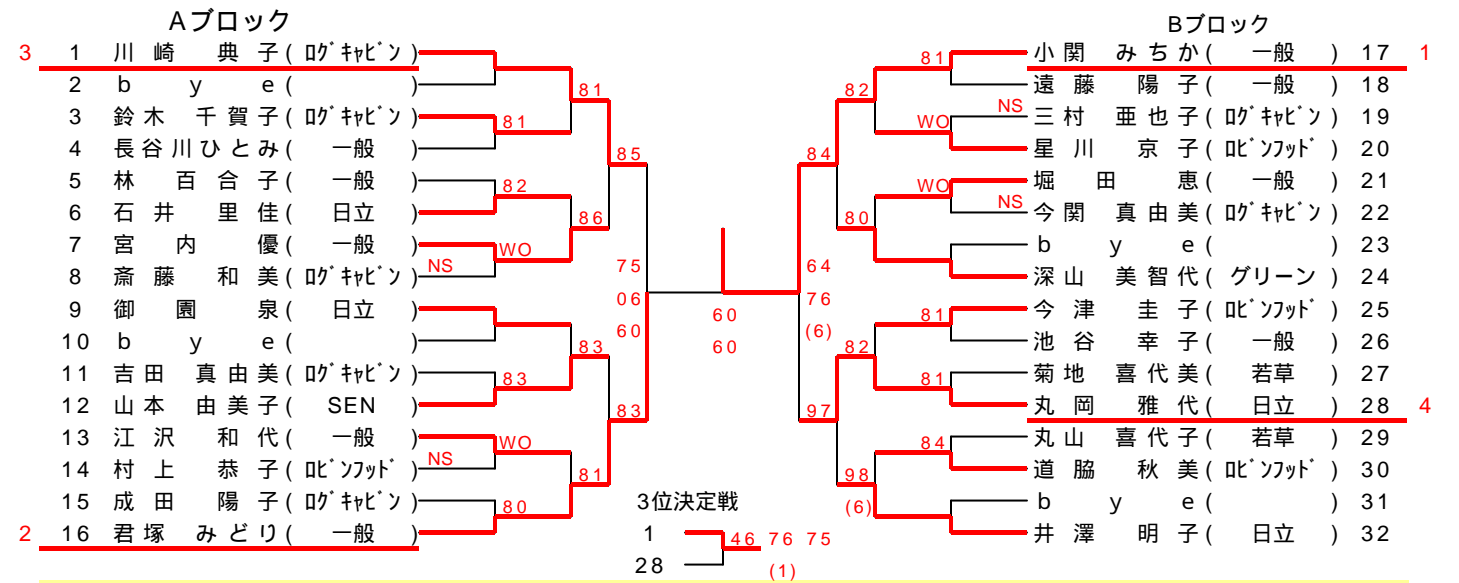 Aブロック Bブロック
3 1 川崎 典子(ログキャビン) 81 小関 みちか(一般) 17 1
2 bye( ) 81 82 遠藤 陽子(一般) 18
3 鈴木 千賀子(ログキャビン) 81 WO NS 三村 亜也子(ログキャビン) 19
4 長谷川ひとみ(一般) 85 84 星川 京子(ロビンフッド) 20
5 林 百合子(一般) 82 WO 堀田 恵(一般) 21
6 石井 里佳(日立) 86 80 NS 今関 真由美(ログキャビン) 22
7 宮内 優(一般) WO bye( ) 23
8 斎藤 和美(ログキャビン) NS 75 64 深山 美智代(グリーン) 24
9 御園 泉(日立) 06 60 76 81 今津 圭子(ロビンフッド) 25
10 bye( ) 83 60 60 (6) 82 池谷 幸子(一般) 26
11 吉田 真由美(ログキャビン) 83 81 菊地 喜代美(若草) 27
12 山本 由美子(SEN) 83 97 丸岡 雅代(日立) 28 4
13 江沢 和代(一般) WO 84 丸山 喜代子(若草) 29
14 村上 恭子(ロビンフッド) NS 81 98 道脇 秋美(ロビンフッド) 30
15 成田 陽子(ログキャビン) 80 3位決定戦 (6) bye( ) 31
2 16 君塚 みどり(一般) 1 46 76 75 井澤 明子(日立) 32
28 (1)